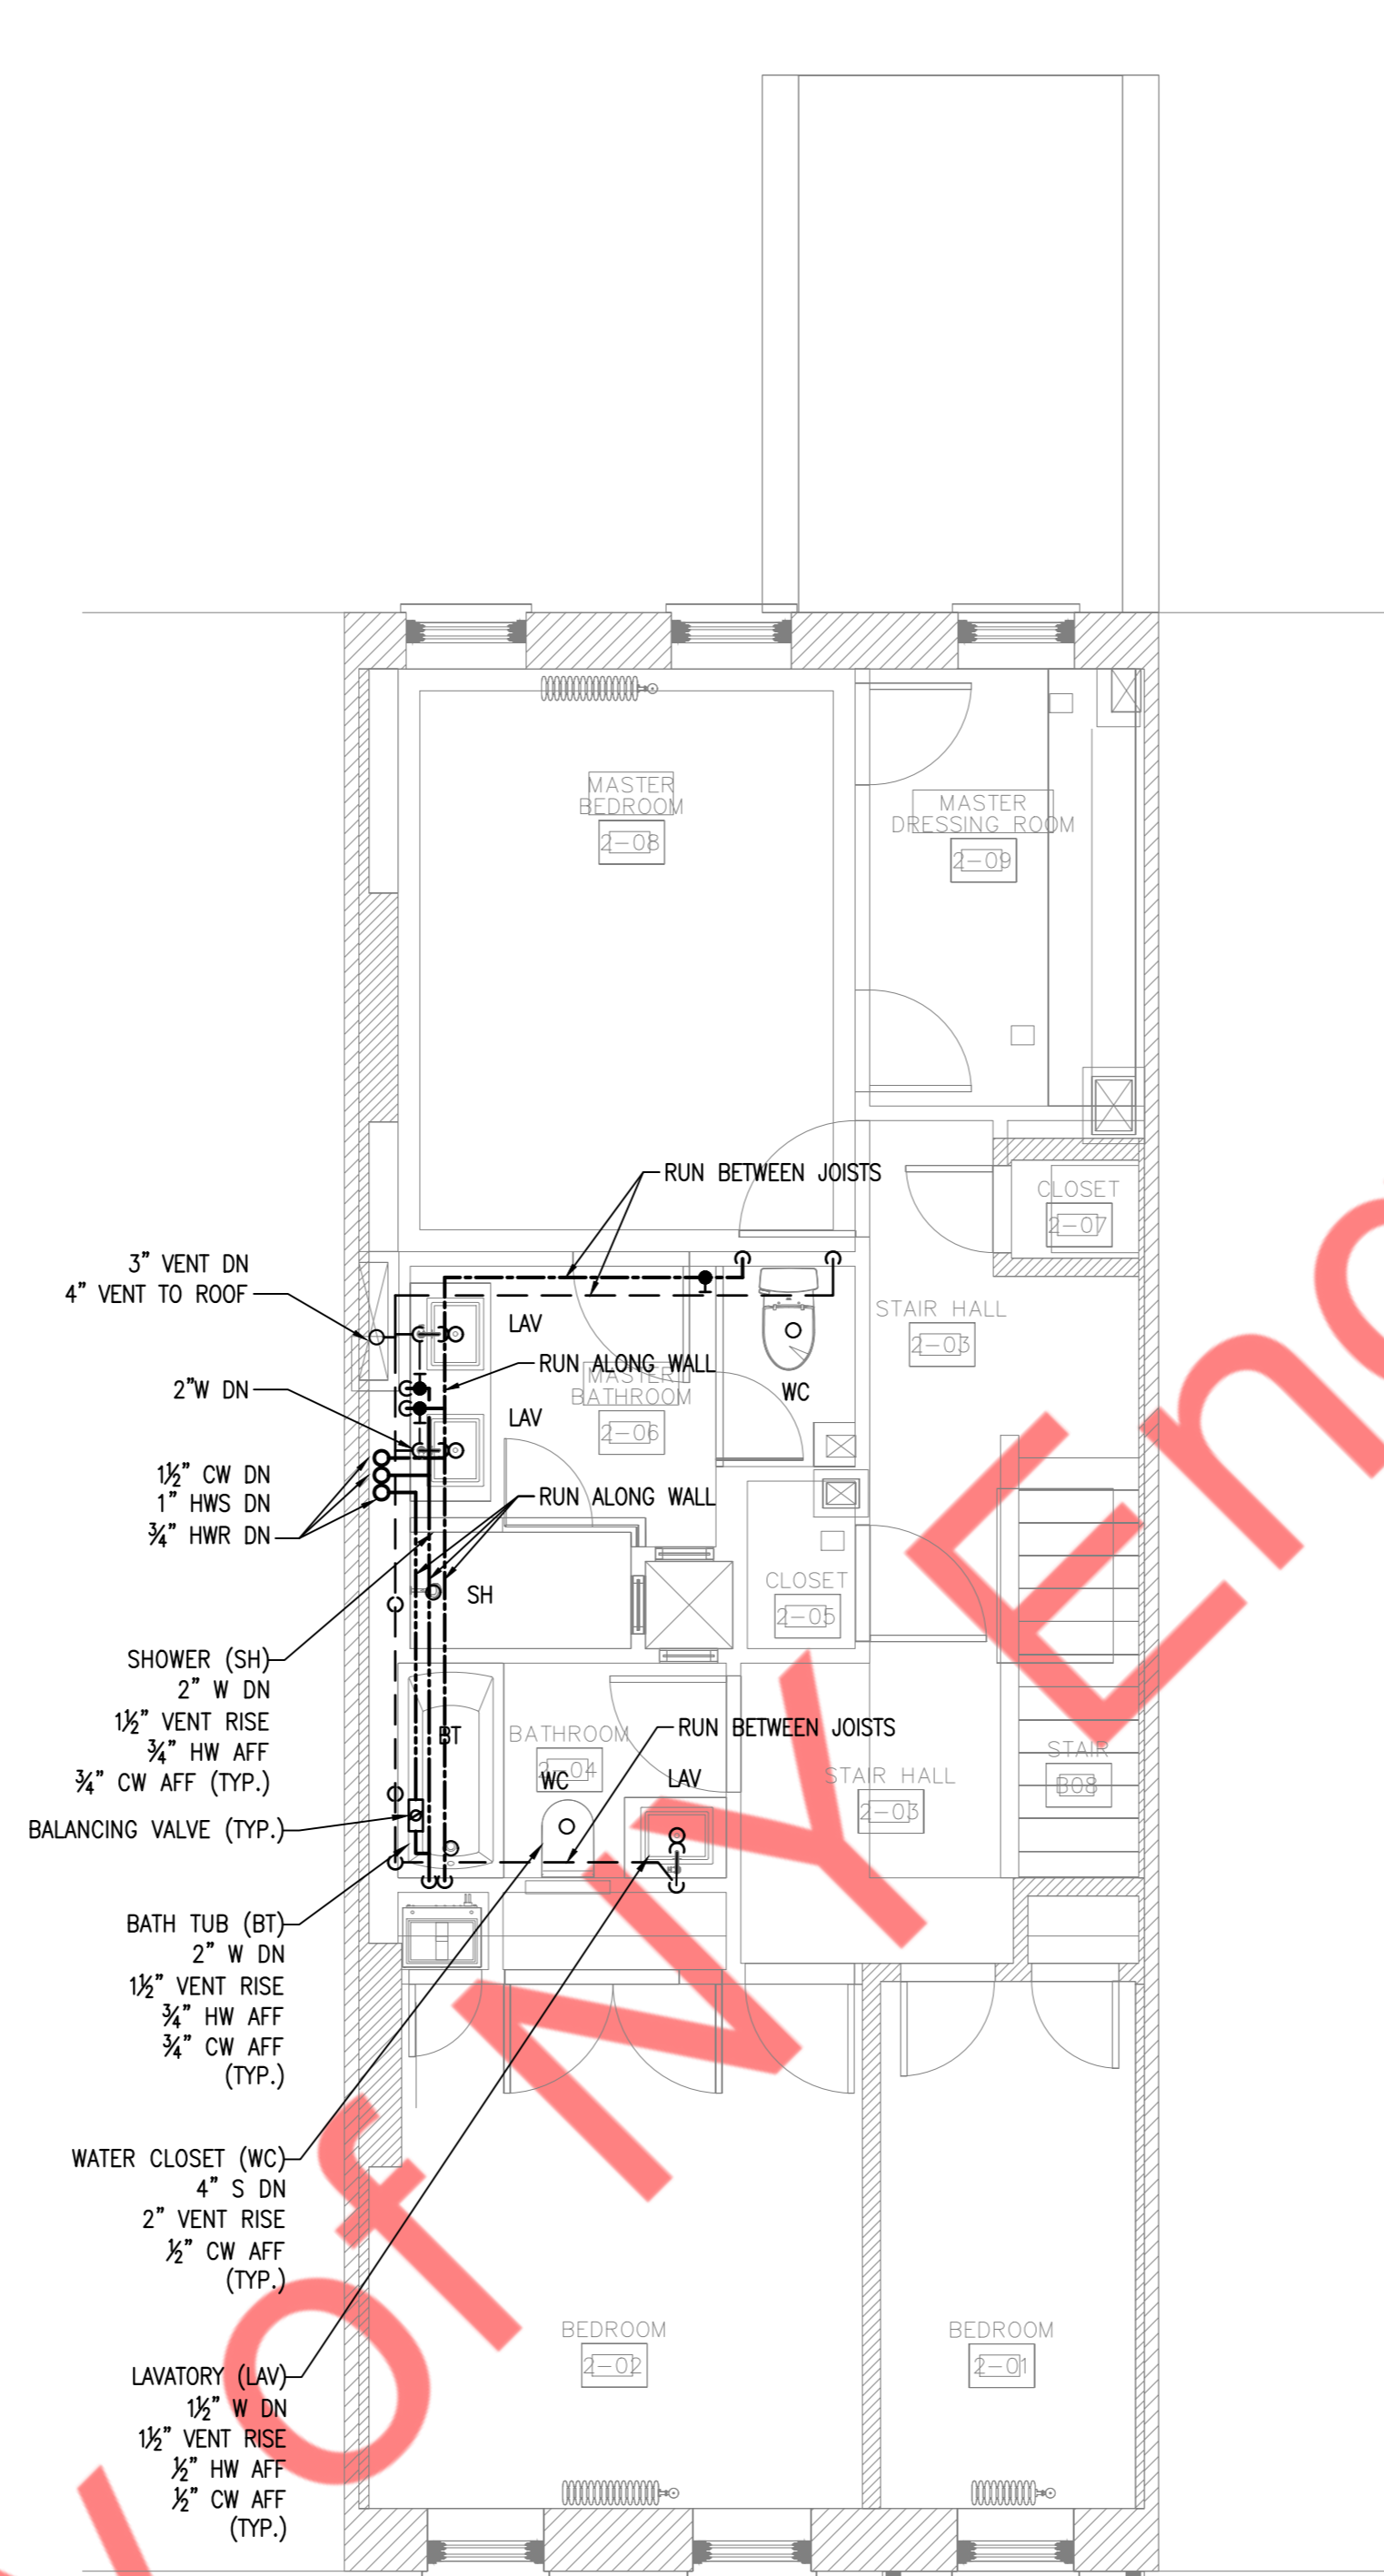 MASTER
BEDROOM
2-08
MASTER
DRESSING ROOM
2-09
RUN BETWEEN JOISTS
CLOSET
2-07
3" VENT DN
4" VENT TO ROOF
LAV
STAIR HALL
2-03
RUN ALONG WALL
MASTER
BATHROOM
2-06
WC
2"W DN
LAV
1½" CW DN
1" HWS DN
¾" HWR DN
RUN ALONG WALL
SH
CLOSET
2-05
SHOWER (SH)
2" W DN
1½" VENT RISE
¾" HW AFF
¾" CW AFF (TYP.)
BT
BATHROOM
2-04
WC
RUN BETWEEN JOISTS
LAV
STAIR HALL
2-03
STAIR
B08
BALANCING VALVE (TYP.)
BATH TUB (BT)
2" W DN
1½" VENT RISE
¾" HW AFF
¾" CW AFF
(TYP.)
WATER CLOSET (WC)
4" S DN
2" VENT RISE
½" CW AFF
(TYP.)
LAVATORY (LAV)
1½" W DN
1½" VENT RISE
½" HW AFF
½" CW AFF
(TYP.)
BEDROOM
2-02
BEDROOM
2-01
of NY Eng